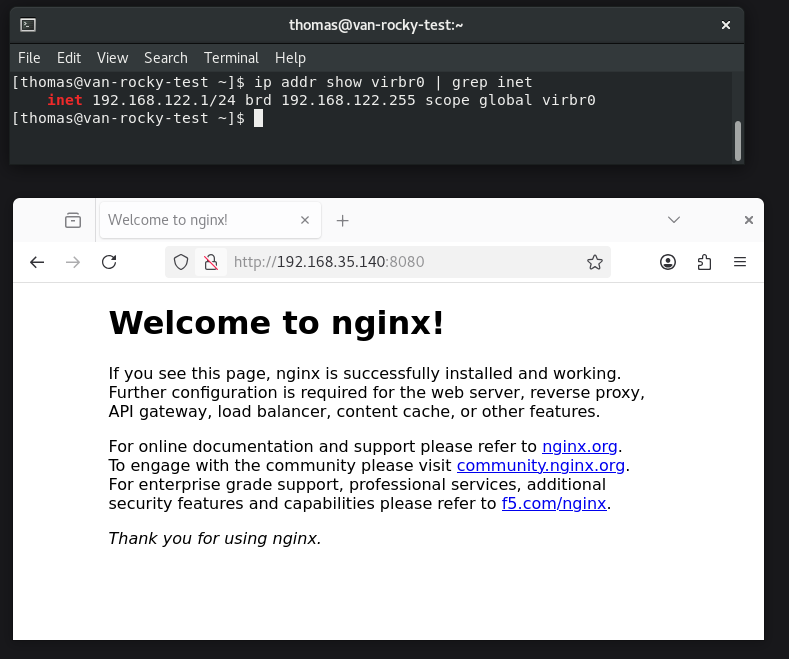 thomas@van-rocky-test:~
File Edit View Search Terminal Help
[thomas@van-rocky-test ~]$ ip addr show virbr0 | grep inet
inet 192.168.122.1/24 brd 192.168.122.255 scope global virbr0
[thomas@van-rocky-test ~]$
Welcome to nginx!
http://192.168.35.140:8080
Welcome to nginx!
If you see this page, nginx is successfully installed and working.
Further configuration is required for the web server, reverse proxy,
API gateway, load balancer, content cache, or other features.
For online documentation and support please refer to nginx.org.
To engage with the community please visit community.nginx.org.
For enterprise grade support, professional services, additional
security features and capabilities please refer to f5.com/nginx.
Thank you for using nginx.